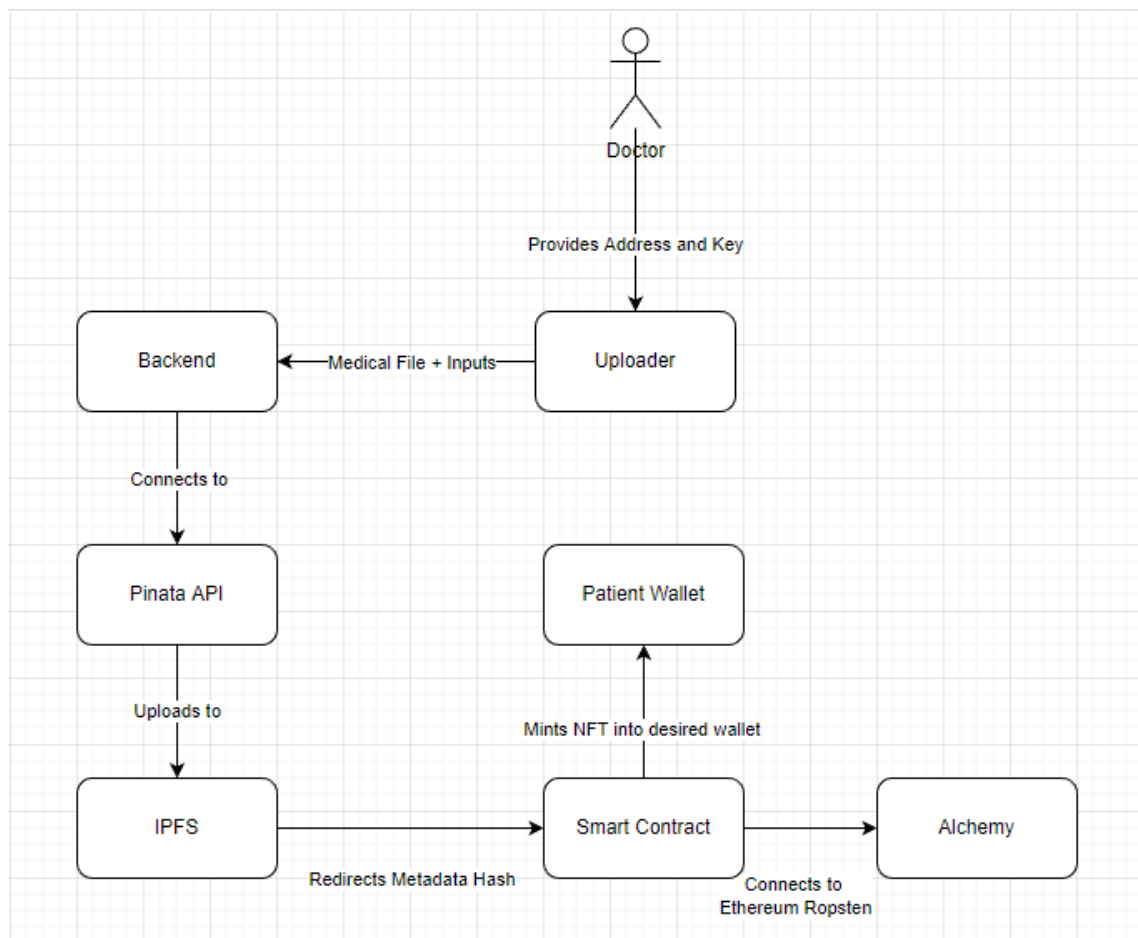 Doctor
Provides Address and Key
Backend
Medical File + Inputs
Uploader
Connects to
Pinata API
Patient Wallet
Uploads to
Mints NFT into desired wallet
IPFS
Smart Contract
Alchemy
Redirects Metadata Hash
Connects to
Ethereum Ropsten